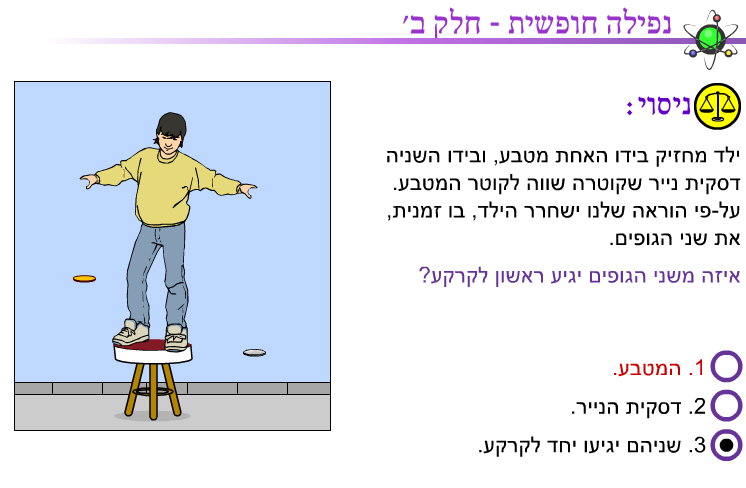 נפילה חופשית - חלק ב׳
ניסוי:
ילד מחזיק בידו האחת מטבע, ובידו השניה
דסקית נייר שקוטרה שווה לקוטר המטבע.
על-פי הוראה שלנו ישחרר הילד, בו זמנית,
את שני הגופים.
איזה משני הגופים יגיע ראשון לקרקע?
1. המטבע.
2. דסקית הנייר.
3. שניהם יגיעו יחד לקרקע.